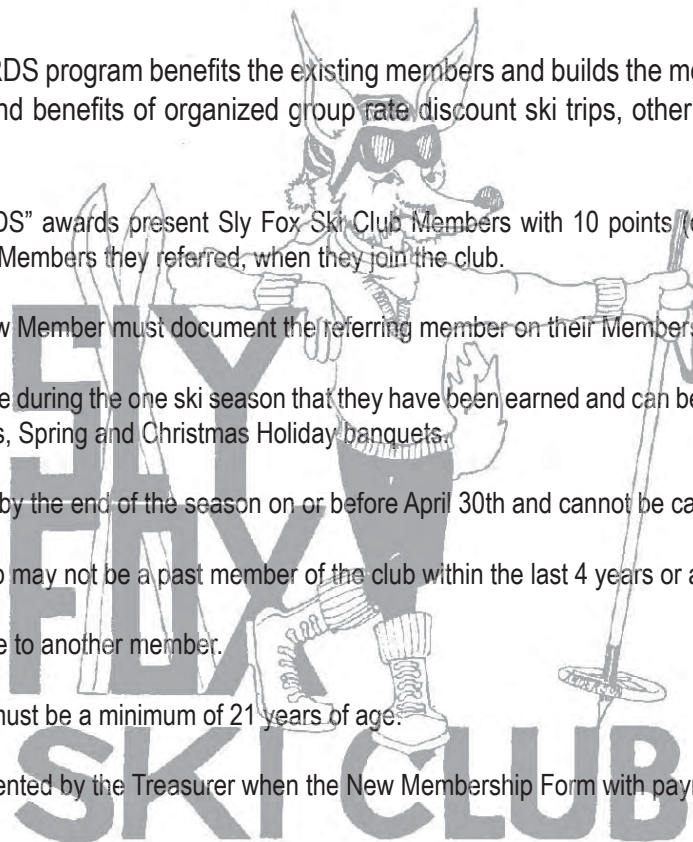 RDS program benefits the existing members and builds the me
nd benefits of organized group rate discount ski trips, other
DS” awards present Sly Fox Ski Club Members with 10 points (
Members they referred, when they join the club.
w Member must document the referring member on their Members
e during the one ski season that they have been earned and can be
s, Spring and Christmas Holiday banquets.
by the end of the season on or before April 30th and cannot be ca
o may not be a past member of the club within the last 4 years or a
e to another member.
must be a minimum of 21 years of age.
ented by the Treasurer when the New Membership Form with payr
SLY
FOX
SKI CLUB